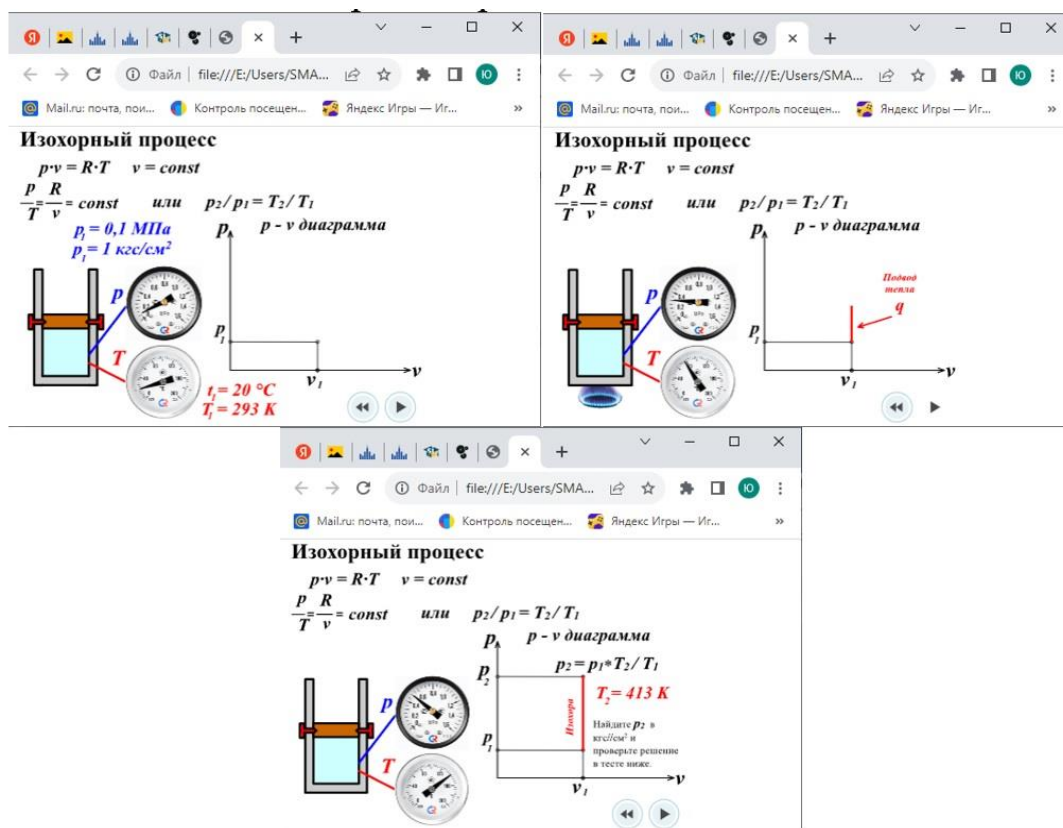 Файл | file:///E:/Users/SMA...
Ю
Mail.ru: почта, пои...
Контроль посещен...
Яндекс Игры — Иг...
»
Изохорный процесс
p·v = R·T v = const
p/T = R/v = const или p₂ / p₁ = T₂ / T₁
p₁ = 0,1 МПа
p₁ = 1 кгс/см²
p
p - v диаграмма
p
p₁
T
v₁
v
t₁ = 20 °C
T₁ = 293 K
Файл | file:///E:/Users/SMA...
Ю
Mail.ru: почта, пои...
Контроль посещен...
Яндекс Игры — Иг...
»
Изохорный процесс
p·v = R·T v = const
p/T = R/v = const или p₂ / p₁ = T₂ / T₁
p
p - v диаграмма
Подвод
тепла
q
p
p₁
T
v₁
v
Файл | file:///E:/Users/SMA...
Ю
Mail.ru: почта, пои...
Контроль посещен...
Яндекс Игры — Иг...
»
Изохорный процесс
p·v = R·T v = const
p/T = R/v = const или p₂ / p₁ = T₂ / T₁
p
p - v диаграмма
p₂
p₂ = p₁* T₂ / T₁
T₂ = 413 K
p
Изохора
Найдите p₂ в
кгс//см² и
проверьте решение
в тесте ниже.
p₁
T
v₁
v